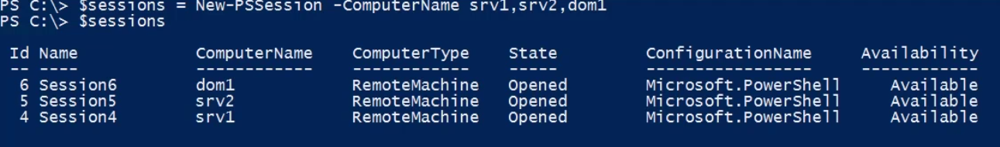 PS C:\> $sessions = New-PSSession -ComputerName srv1,srv2,dom1
PS C:\> $sessions
Id Name ComputerName ComputerType State ConfigurationName Availability
-- ---- ------------ ------------ ----- ----------------- ------------
6 Session6 dom1 RemoteMachine Opened Microsoft.PowerShell Available
5 Session5 srv2 RemoteMachine Opened Microsoft.PowerShell Available
4 Session4 srv1 RemoteMachine Opened Microsoft.PowerShell Available